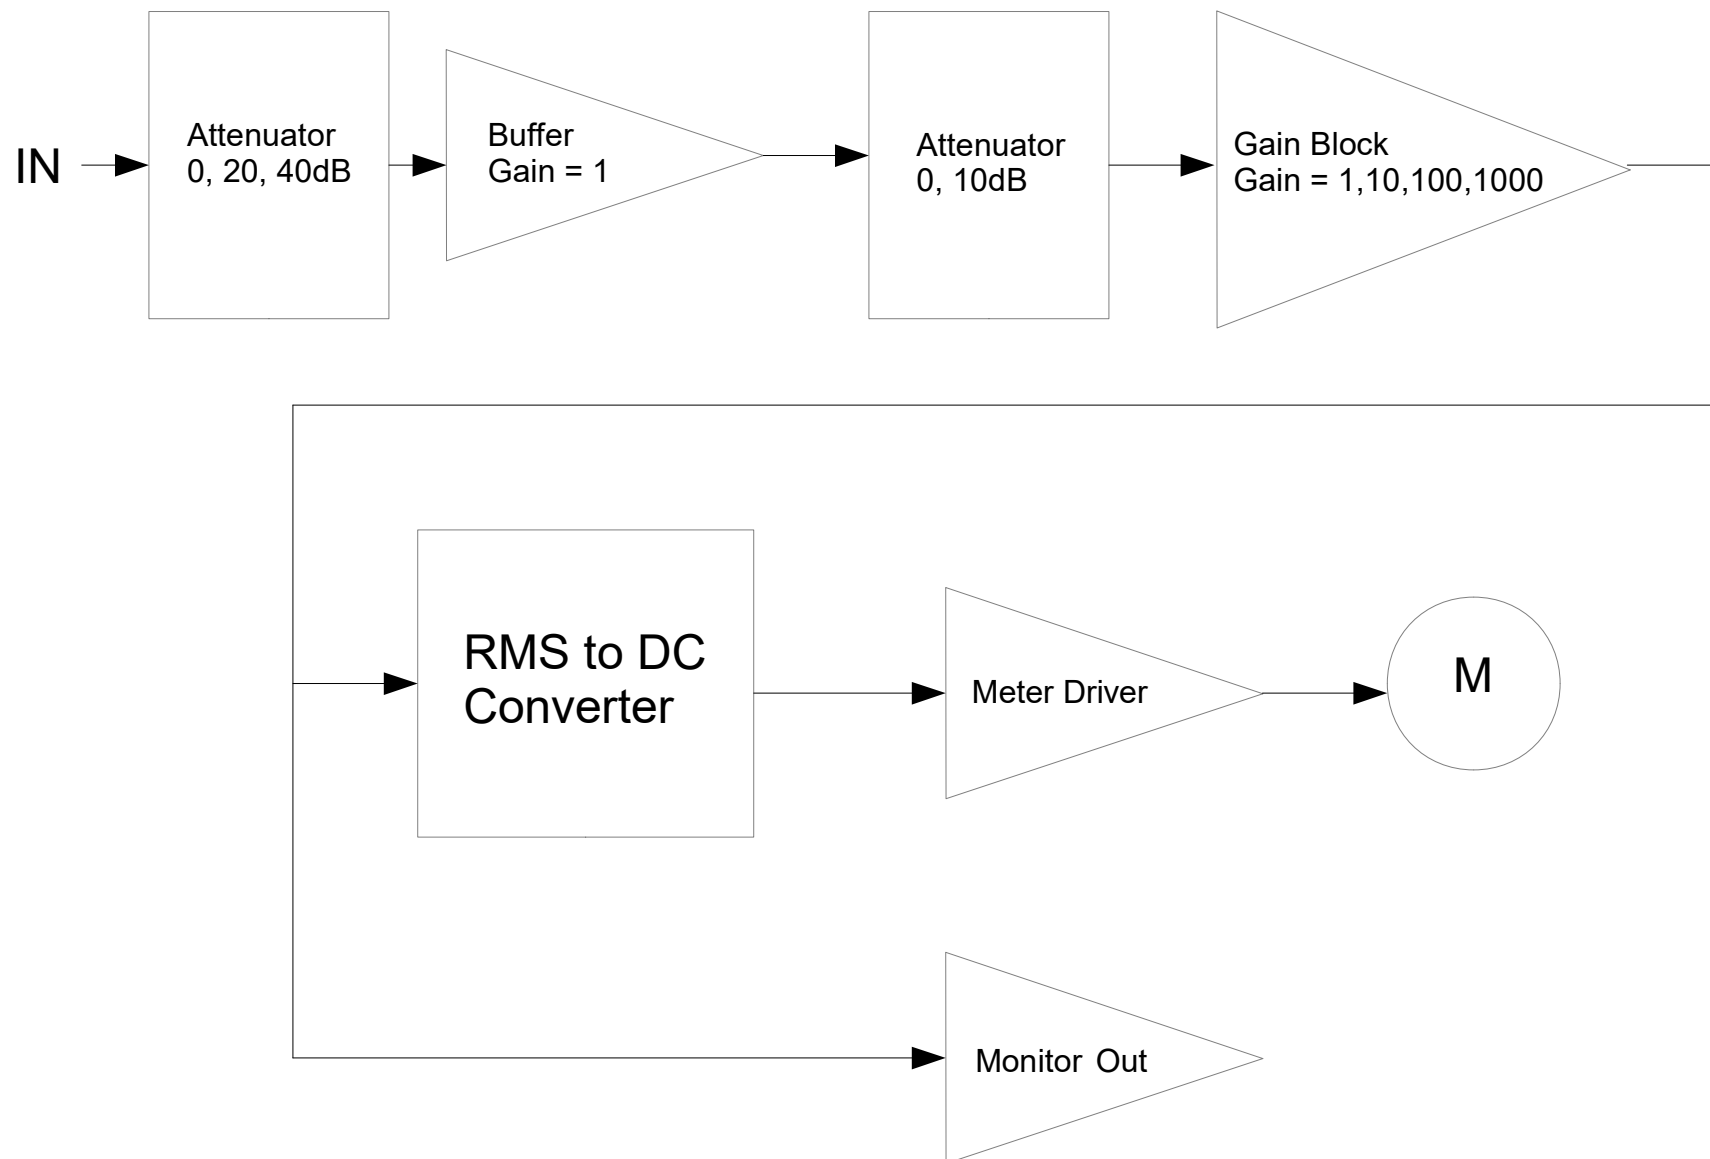 IN
Attenuator
0, 20, 40dB
Buffer
Gain = 1
Attenuator
0, 10dB
Gain Block
Gain = 1,10,100,1000
RMS to DC
Converter
Meter Driver
M
Monitor Out